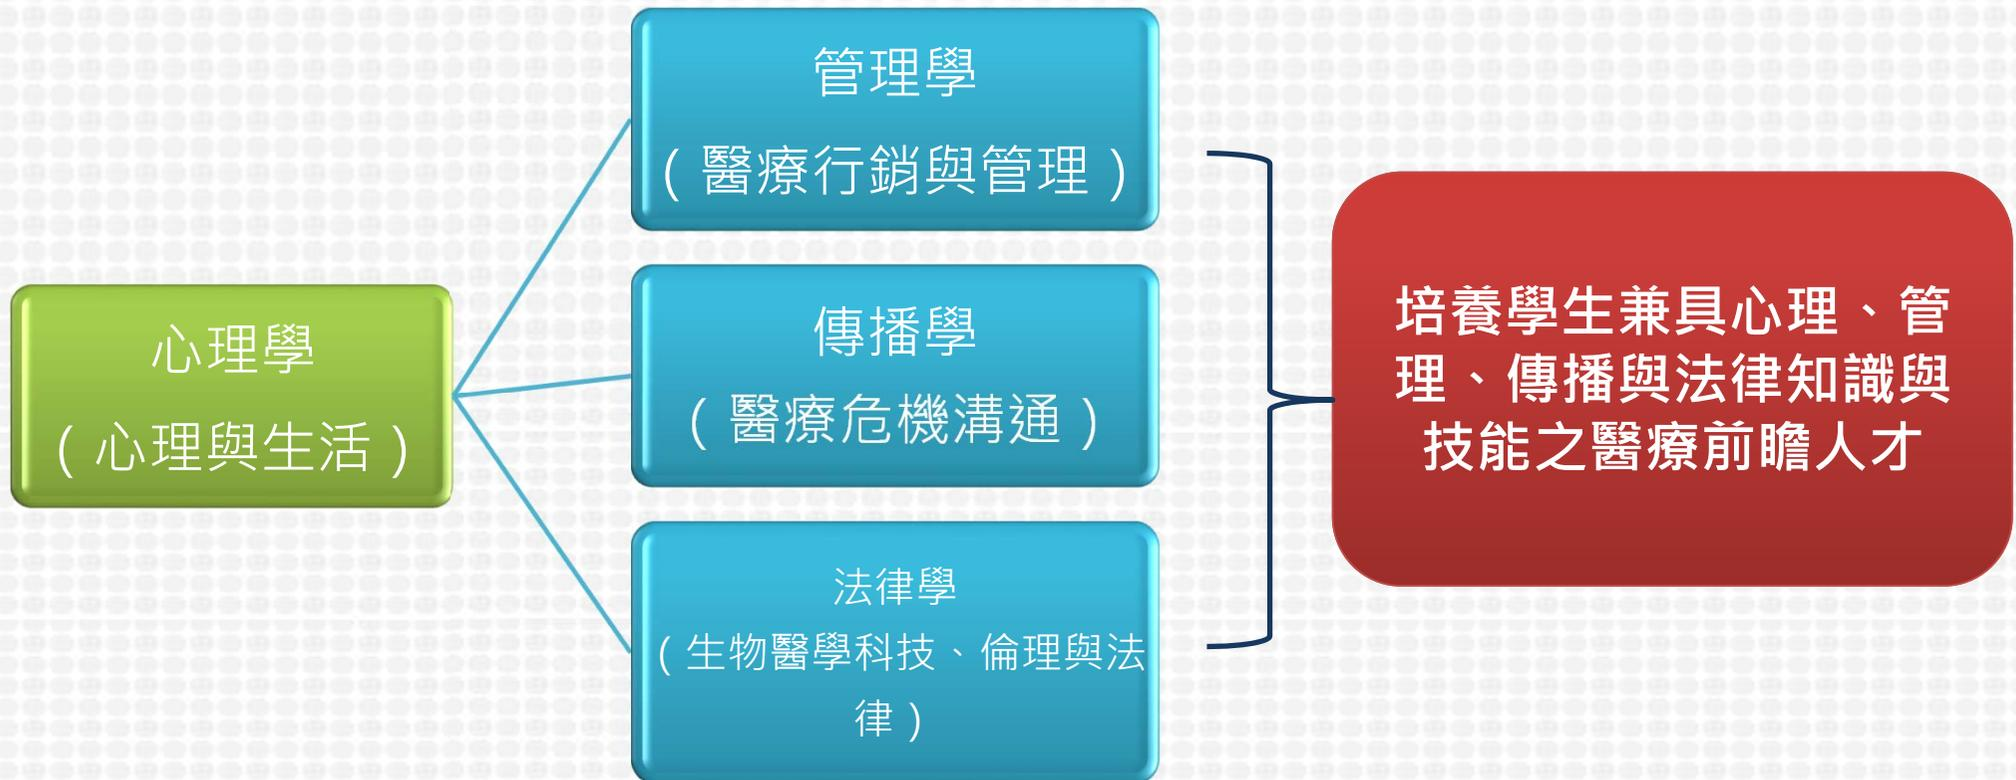 心理學
(心理與生活)
管理學
(醫療行銷與管理)
傳播學
(醫療危機溝通)
法律學
(生物醫學科技、倫理與法
律)
培養學生兼具心理、管
理、傳播與法律知識與
技能之醫療前瞻人才